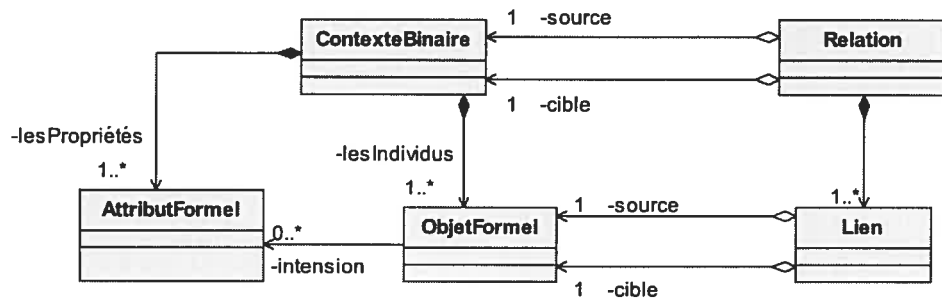 1 -source
ContexteBinaire
Relation
1 -cible
-lesPropriétés
1..*
-lesIndividus
1..*
1..*
AttributFormel
ObjetFormel
1 -source
Lien
0..*
-intension
1 -cible